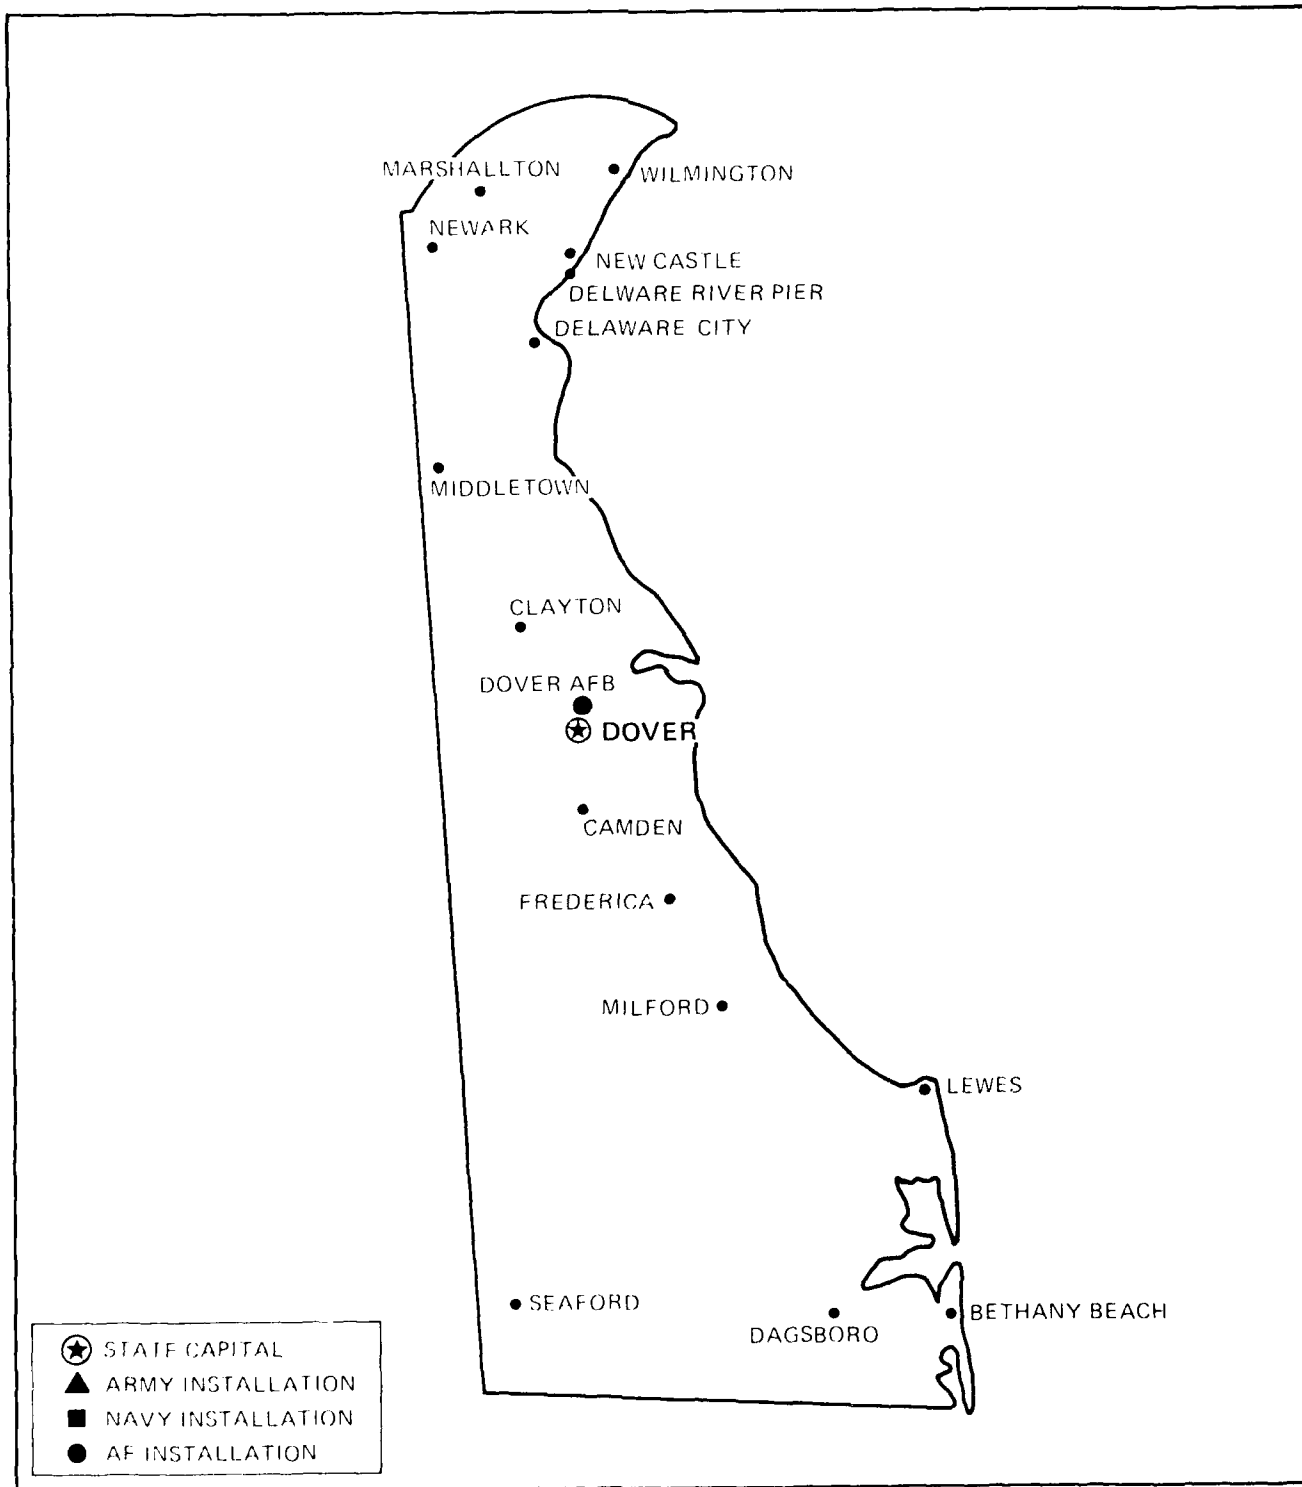 MARSHALLTON
WILMINGTON
NEWARK
NEW CASTLE
DELWARE RIVER PIER
DELAWARE CITY
MIDDLETOWN
CLAYTON
DOVER AFB
DOVER
CAMDEN
FREDERICA
MILFORD
LEWES
SEAFORD
BETHANY BEACH
DAGSBORO
STATE CAPITAL
ARMY INSTALLATION
NAVY INSTALLATION
AF INSTALLATION